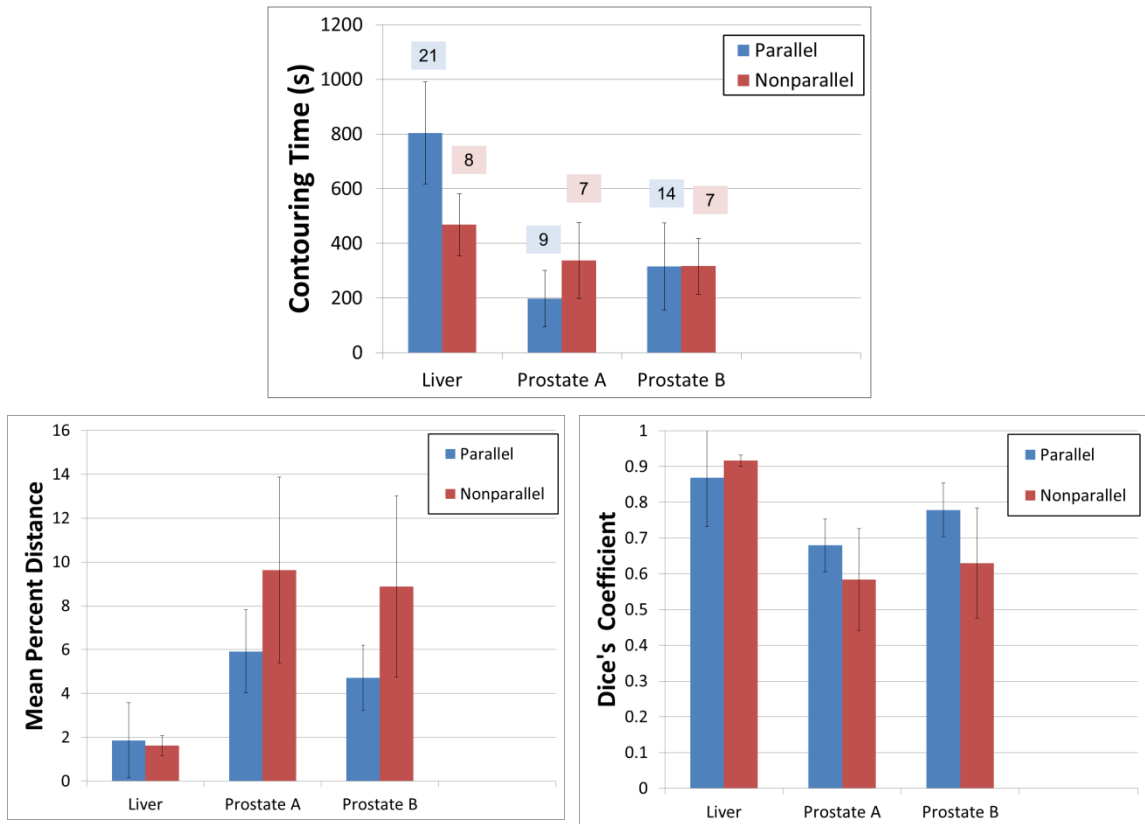 1200
1000
800
600
400
200
0
Contouring Time (s)
21
8
9
7
14
7
Parallel
Nonparallel
Liver
Prostate A
Prostate B
16
14
12
10
8
6
4
2
0
Mean Percent Distance
Parallel
Nonparallel
Liver
Prostate A
Prostate B
1
0.9
0.8
0.7
0.6
0.5
0.4
0.3
0.2
0.1
0
Dice's Coefficient
Parallel
Nonparallel
Liver
Prostate A
Prostate B